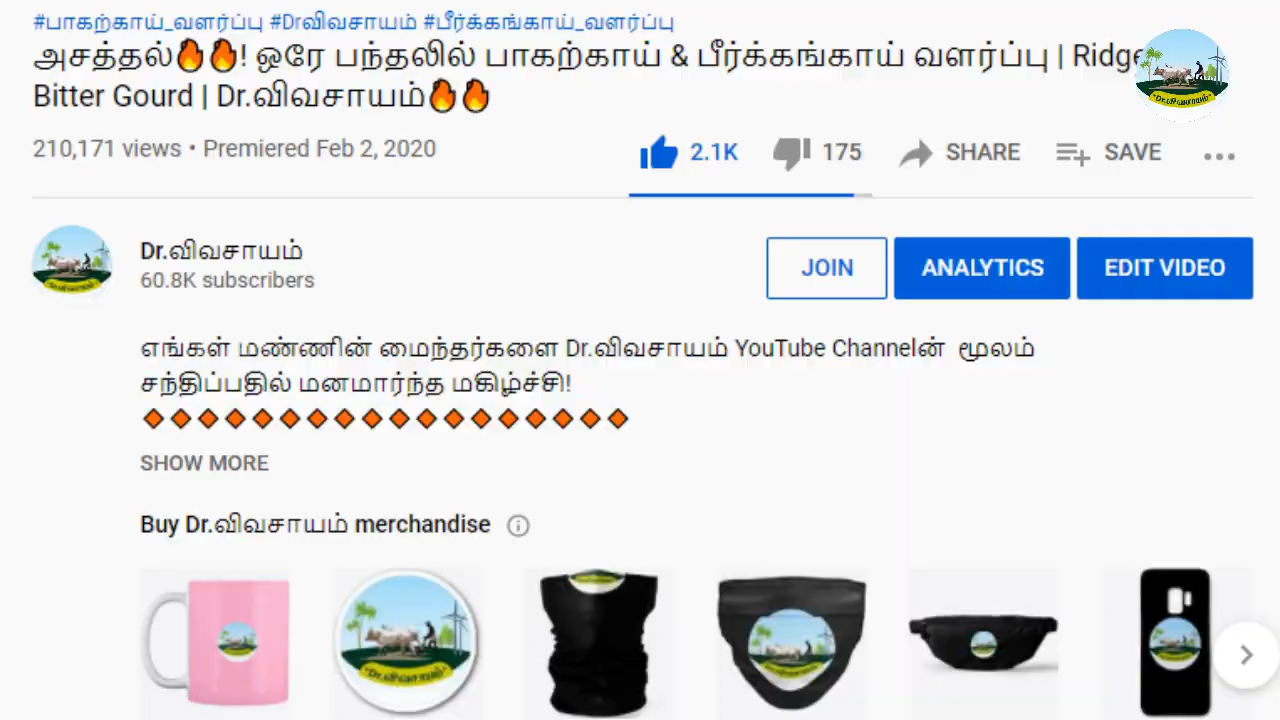 #பாகற்காய்_வளர்ப்பு #Drவிவசாயம் #பீர்க்கங்காய்_வளர்ப்பு
அசத்தல்🔥🔥! ஒரே பந்தலில் பாகற்காய் & பீர்க்கங்காய் வளர்ப்பு | Ridge
Bitter Gourd | Dr.விவசாயம்🔥🔥
210,171 views • Premiered Feb 2, 2020
2.1K 175 SHARE SAVE
Dr.விவசாயம்
60.8K subscribers
JOIN ANALYTICS EDIT VIDEO
எங்கள் மண்ணின் மைந்தர்களை Dr.விவசாயம் YouTube Channelன் மூலம்
சந்திப்பதில் மனமார்ந்த மகிழ்ச்சி!
SHOW MORE
Buy Dr.விவசாயம் merchandise
"Dr.விவசாயம்"